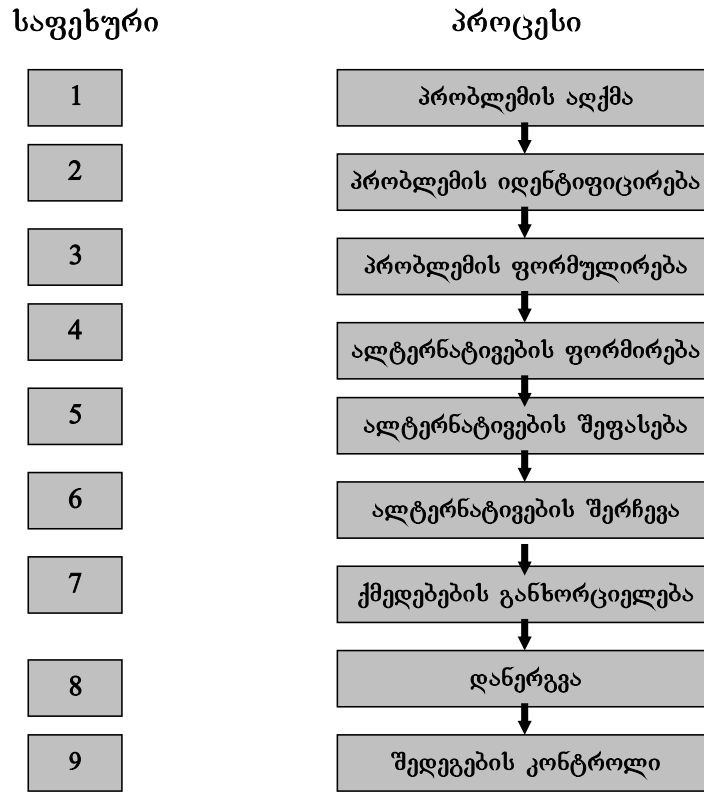 საფეხური პროცესი
1 პრობლემის აღქმა
2 პრობლემის იდენტიფიცირება
3 პრობლემის ფორმულირება
4 ალტერნატივების ფორმირება
5 ალტერნატივების შეფასება
6 ალტერნატივების შერჩევა
7 ქმედებების განხორციელება
8 დანერგვა
9 შედეგების კონტროლი